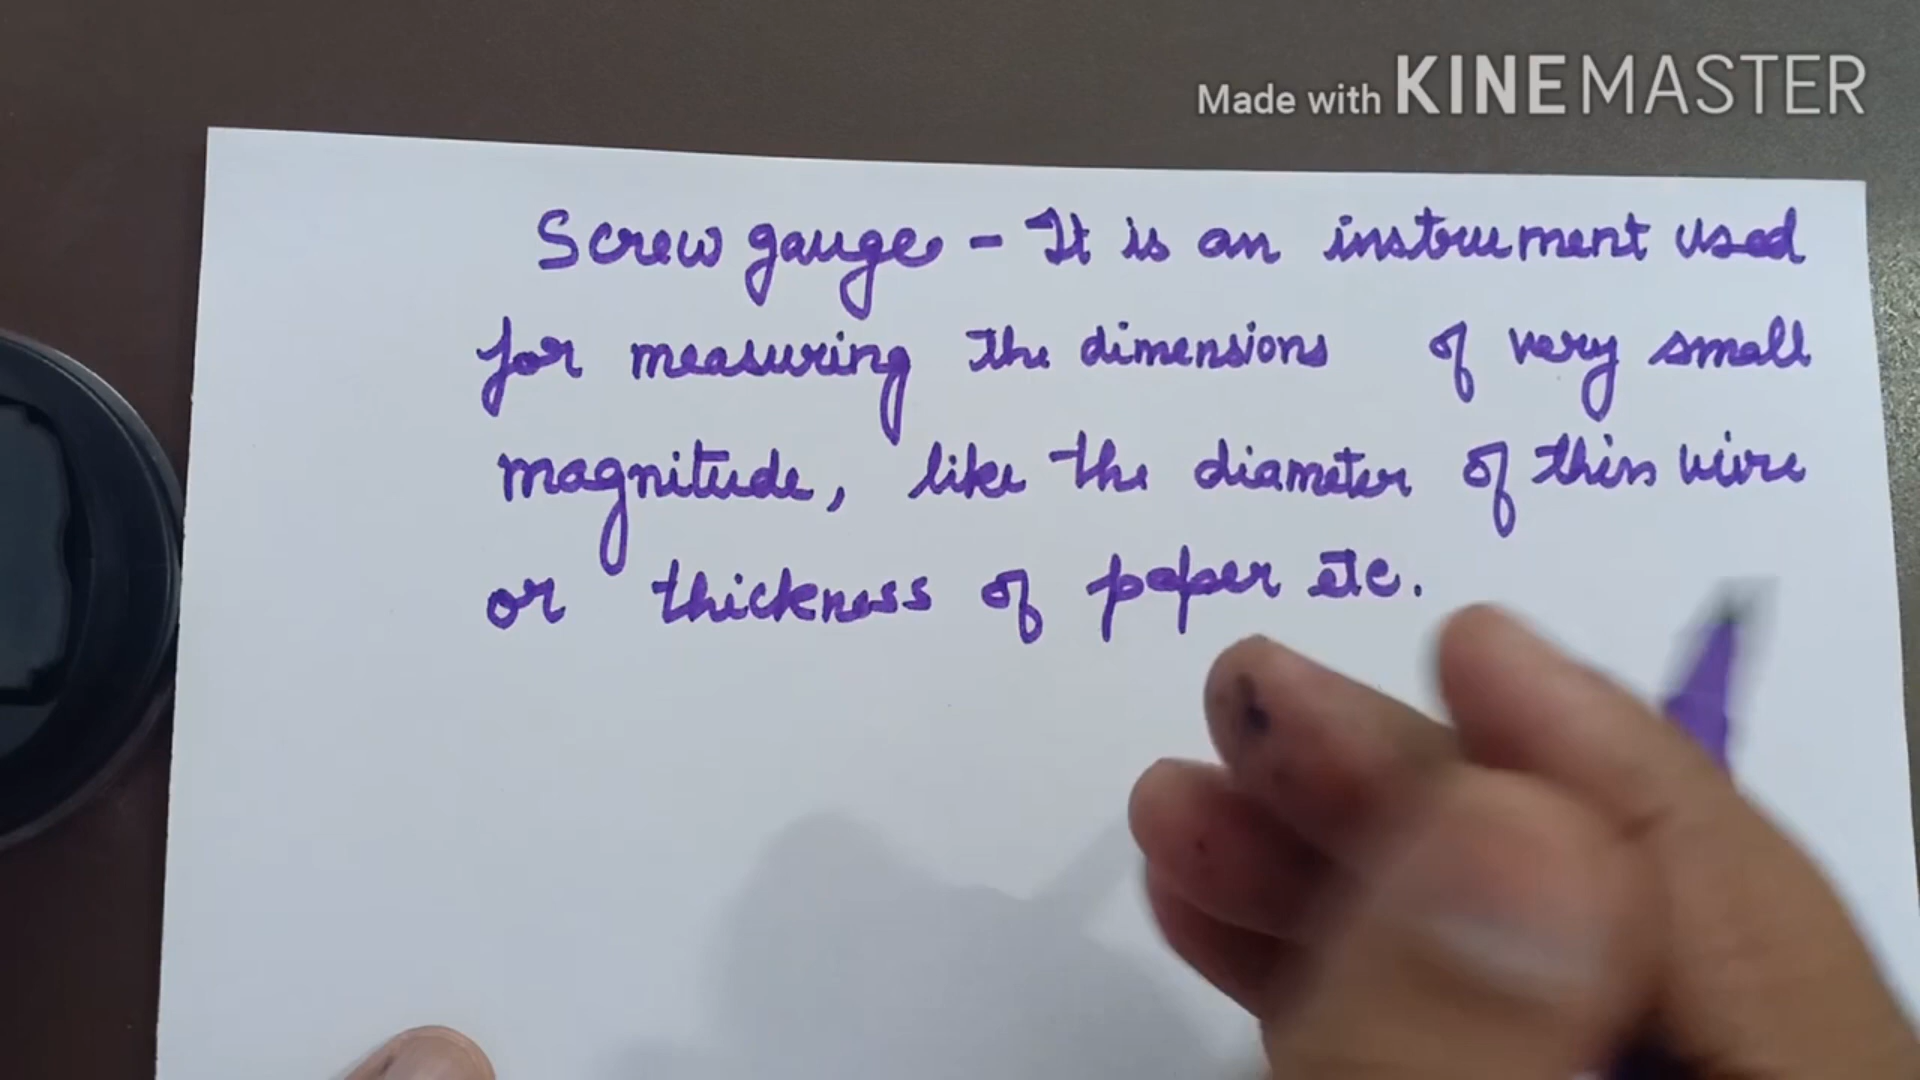 Made with KINEMASTER
Screw gauge - It is an instrument used
for measuring the dimensions of very small
magnitude, like the diameter of thin wire
or thickness of paper etc.